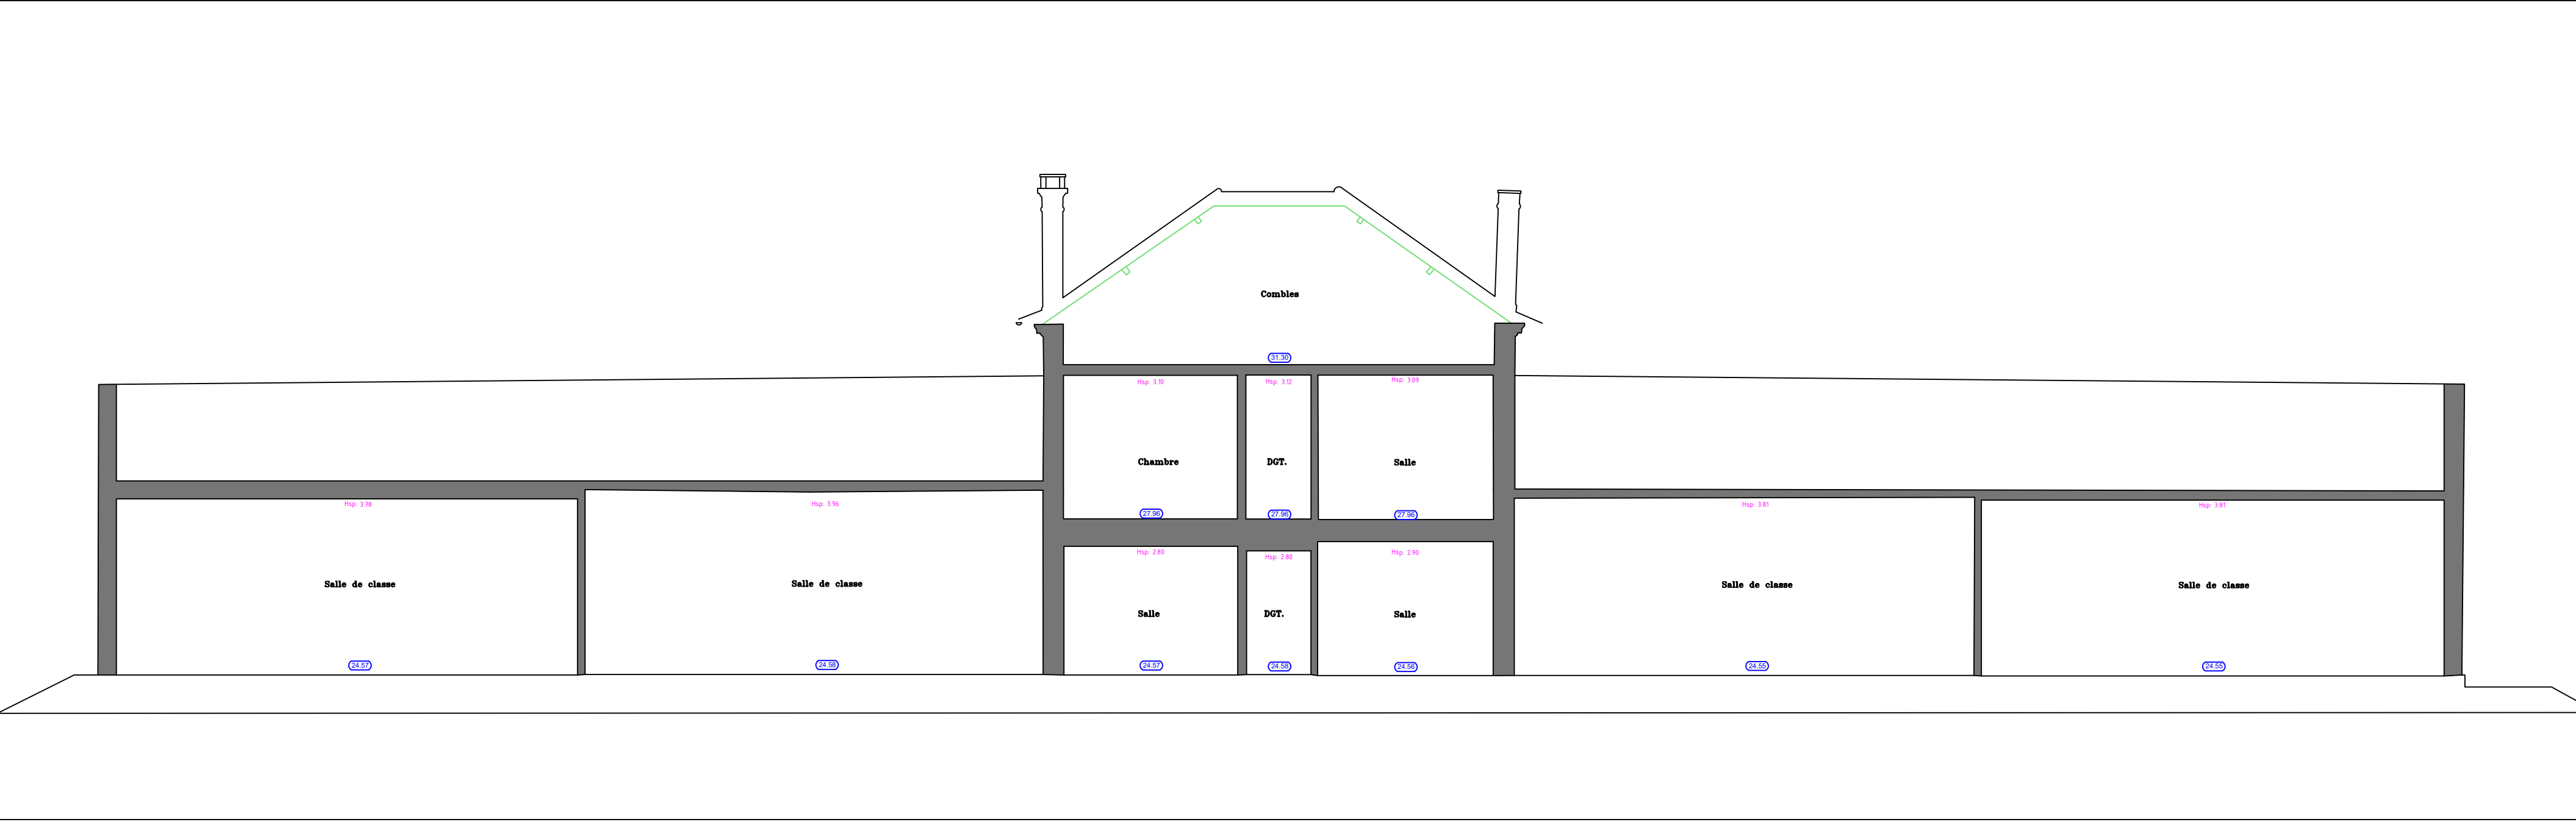 Combles
31.30
Hsp: 3.10
Hsp: 3.12
Hsp: 3.09
Chambre
DGT.
Salle
27.96
27.96
27.96
Hsp: 3.78
Hsp: 3.96
Hsp: 2.80
Hsp: 2.80
Hsp: 2.90
Hsp: 3.81
Hsp: 3.81
Salle de classe
Salle de classe
Salle
DGT.
Salle
Salle de classe
Salle de classe
24.57
24.58
24.57
24.58
24.56
24.55
24.55